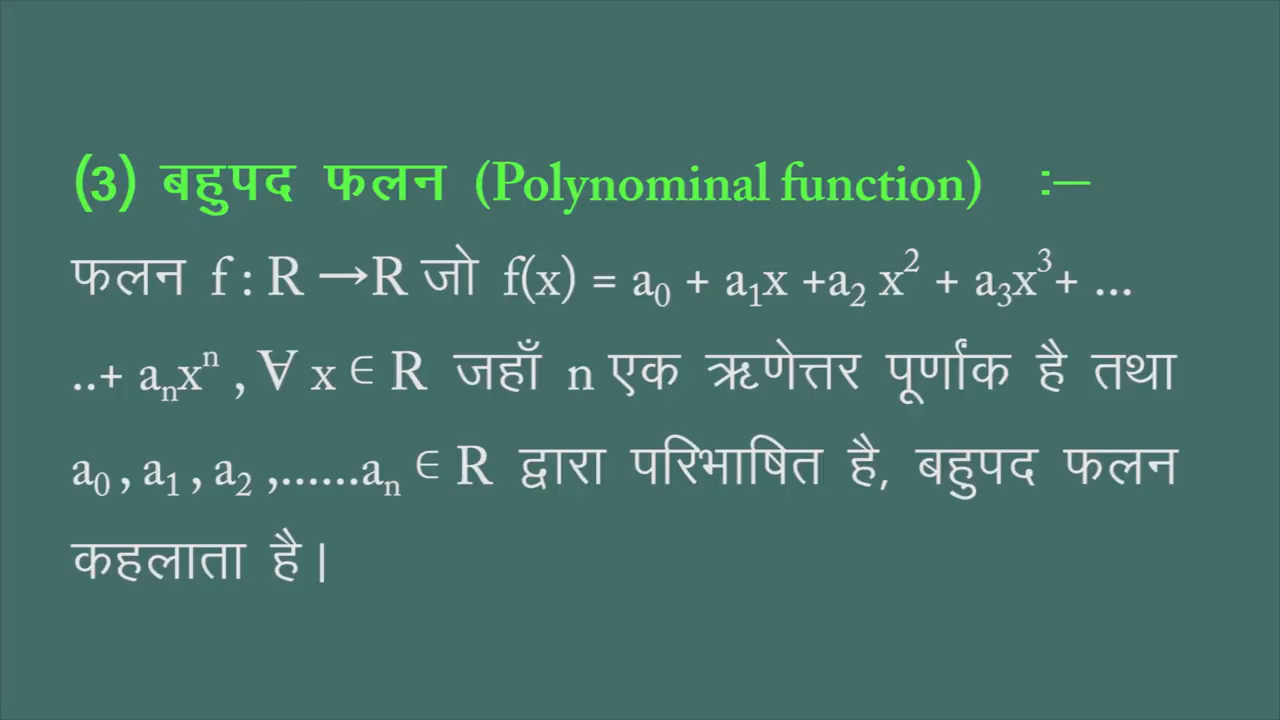 (3) बहुपद फलन (Polynominal function) :–
फलन f : R →R जो f(x) = a₀ + a₁x +a₂ x² + a₃x³+ ...
..+ aₙxⁿ , ∀ x ∈ R जहाँ n एक ऋणेत्तर पूर्णांक है तथा
a₀ , a₁ , a₂ ,......aₙ ∈ R द्वारा परिभाषित है, बहुपद फलन
कहलाता है|